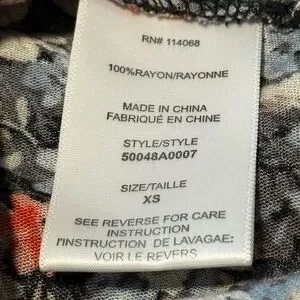 RN# 114068
100%RAYON/RAYONNE
MADE IN CHINA
FABRIQUÉ EN CHINE
STYLE/STYLE
50048A0007
SIZE/TAILLE
XS
SEE REVERSE FOR CARE
INSTRUCTION
l'INSTRUCTION DE LAVAGAE:
VOIR LE REVERS